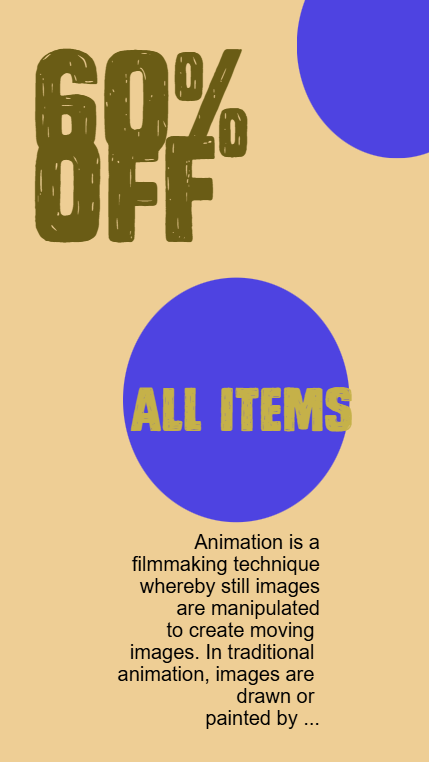 60%
OFF
ALL ITEMS
Animation is a
filmmaking technique
whereby still images
are manipulated
to create moving
images. In traditional
animation, images are
drawn or
painted by ...